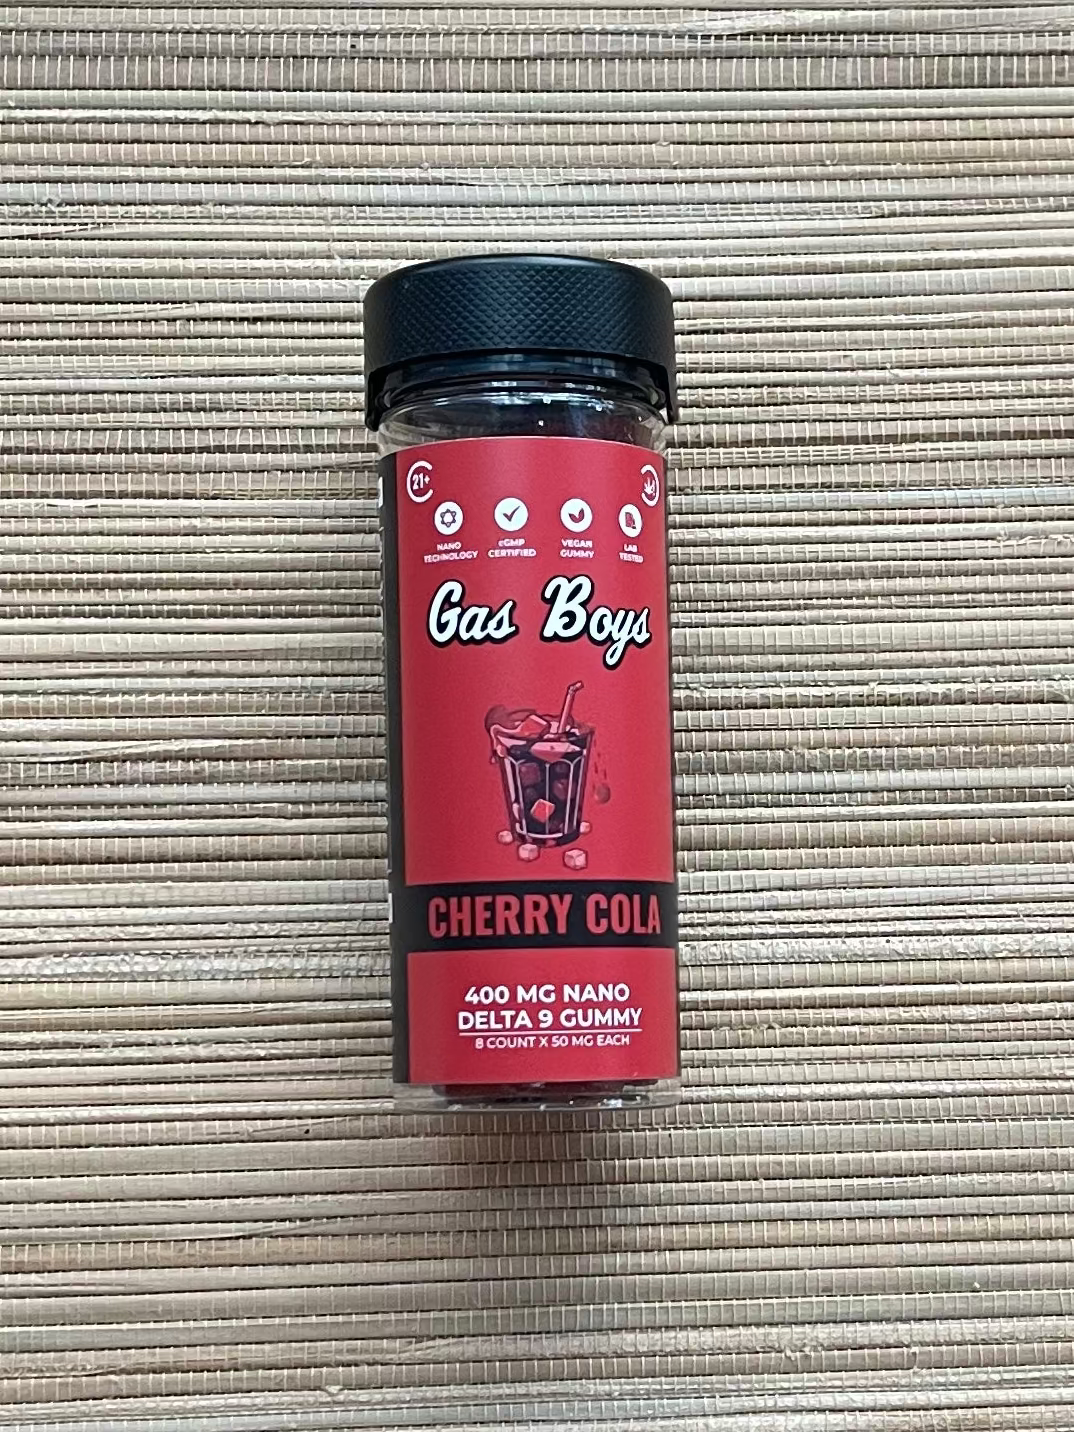 21+
NANO
TECHNOLOGY
cGMP
CERTIFIED
VEGAN
GUMMY
LAB
TESTED
Gas Boys
CHERRY COLA
400 MG NANO
DELTA 9 GUMMY
8 COUNT X 50 MG EACH